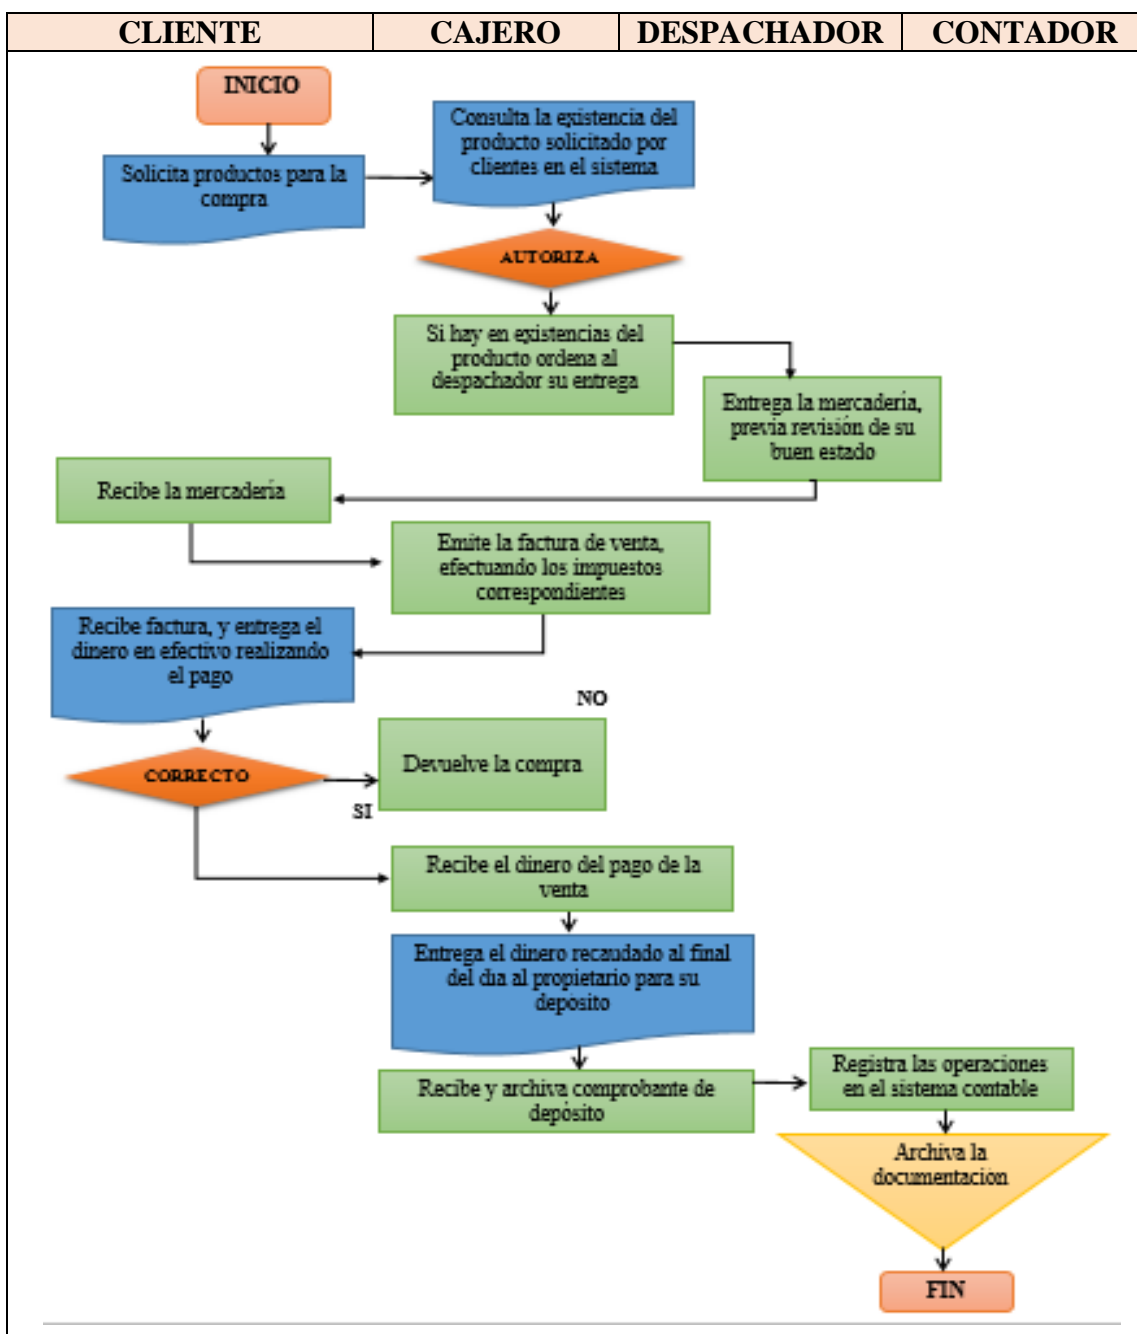 CLIENTE CAJERO DESPACHADOR CONTADOR
INICIO
Solicita productos para la
compra
Consulta la existencia del
producto solicitado por
clientes en el sistema
AUTORIZA
Si hay en existencias del
producto ordena al
despachador su entrega
Entrega la mercadería,
previa revisión de su
buen estado
Recibe la mercadería
Emite la factura de venta,
efectuando los impuestos
correspondientes
Recibe factura, y entrega el
dinero en efectivo realizando
el pago
NO
CORRECTO
Devuelve la compra
SI
Recibe el dinero del pago de la
venta
Entrega el dinero recaudado al final
del día al propietario para su
depósito
Recibe y archiva comprobante de
depósito
Registra las operaciones
en el sistema contable
Archiva la
documentación
FIN